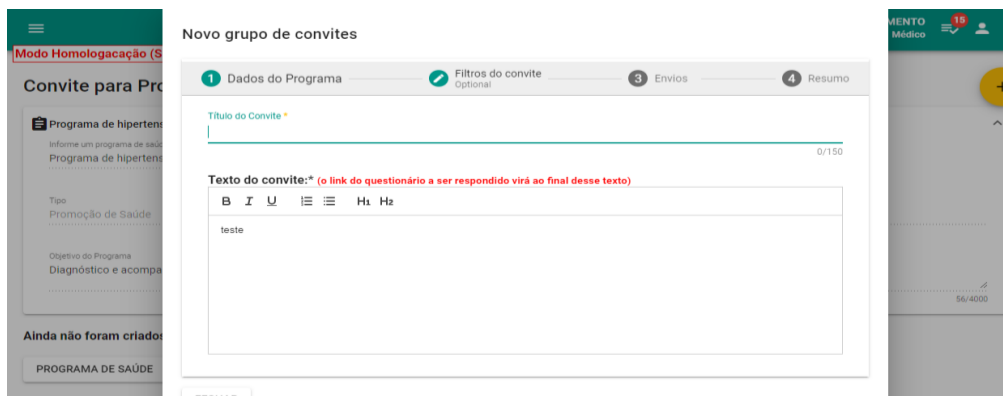 MENTO
Médico
15
Modo Homologacação (S
Convite para Pro
Programa de hipertens
Informe um programa de saúd
Programa de hipertens
Tipo
Promoção de Saúde
Objetivo do Programa
Diagnóstico e acompa
56/4000
Ainda não foram criados
PROGRAMA DE SAÚDE
Novo grupo de convites
1 Dados do Programa
Filtros do convite
Optional
3 Envios
4 Resumo
Título do Convite *
0/150
Texto do convite:* (o link do questionário a ser respondido virá ao final desse texto)
B I U H1 H2
teste